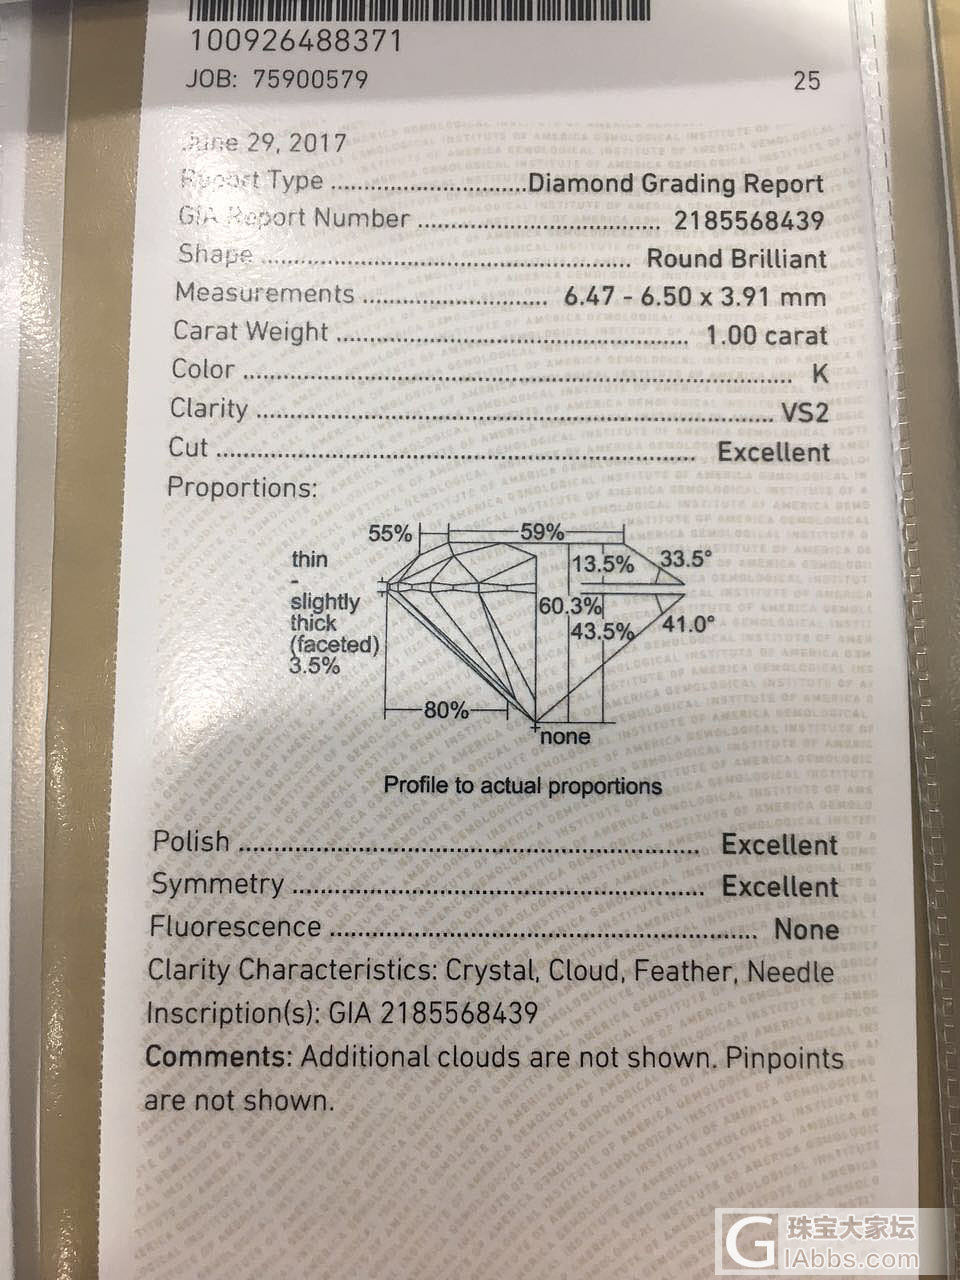 100926488371
JOB: 75900579 25
June 29, 2017
Report Type ............................ Diamond Grading Report
GIA Report Number .................................... 2185568439
Shape ...................................................... Round Brilliant
Measurements ........................... 6.47 - 6.50 x 3.91 mm
Carat Weight ..................................................... 1.00 carat
Color ................................................................................ K
Clarity .......................................................................... VS2
Cut ...................................................................... Excellent
Proportions:
55% 59%
thin 13.5% 33.5°
-
slightly 60.3%
thick 43.5% 41.0°
(faceted)
3.5%
80%
none
Profile to actual proportions
Polish .................................................................... Excellent
Symmetry ............................................................ Excellent
Fluorescence ............................................................ None
Clarity Characteristics: Crystal, Cloud, Feather, Needle
Inscription(s): GIA 2185568439
Comments: Additional clouds are not shown. Pinpoints
are not shown.
珠宝大家坛
GIAbbs.com